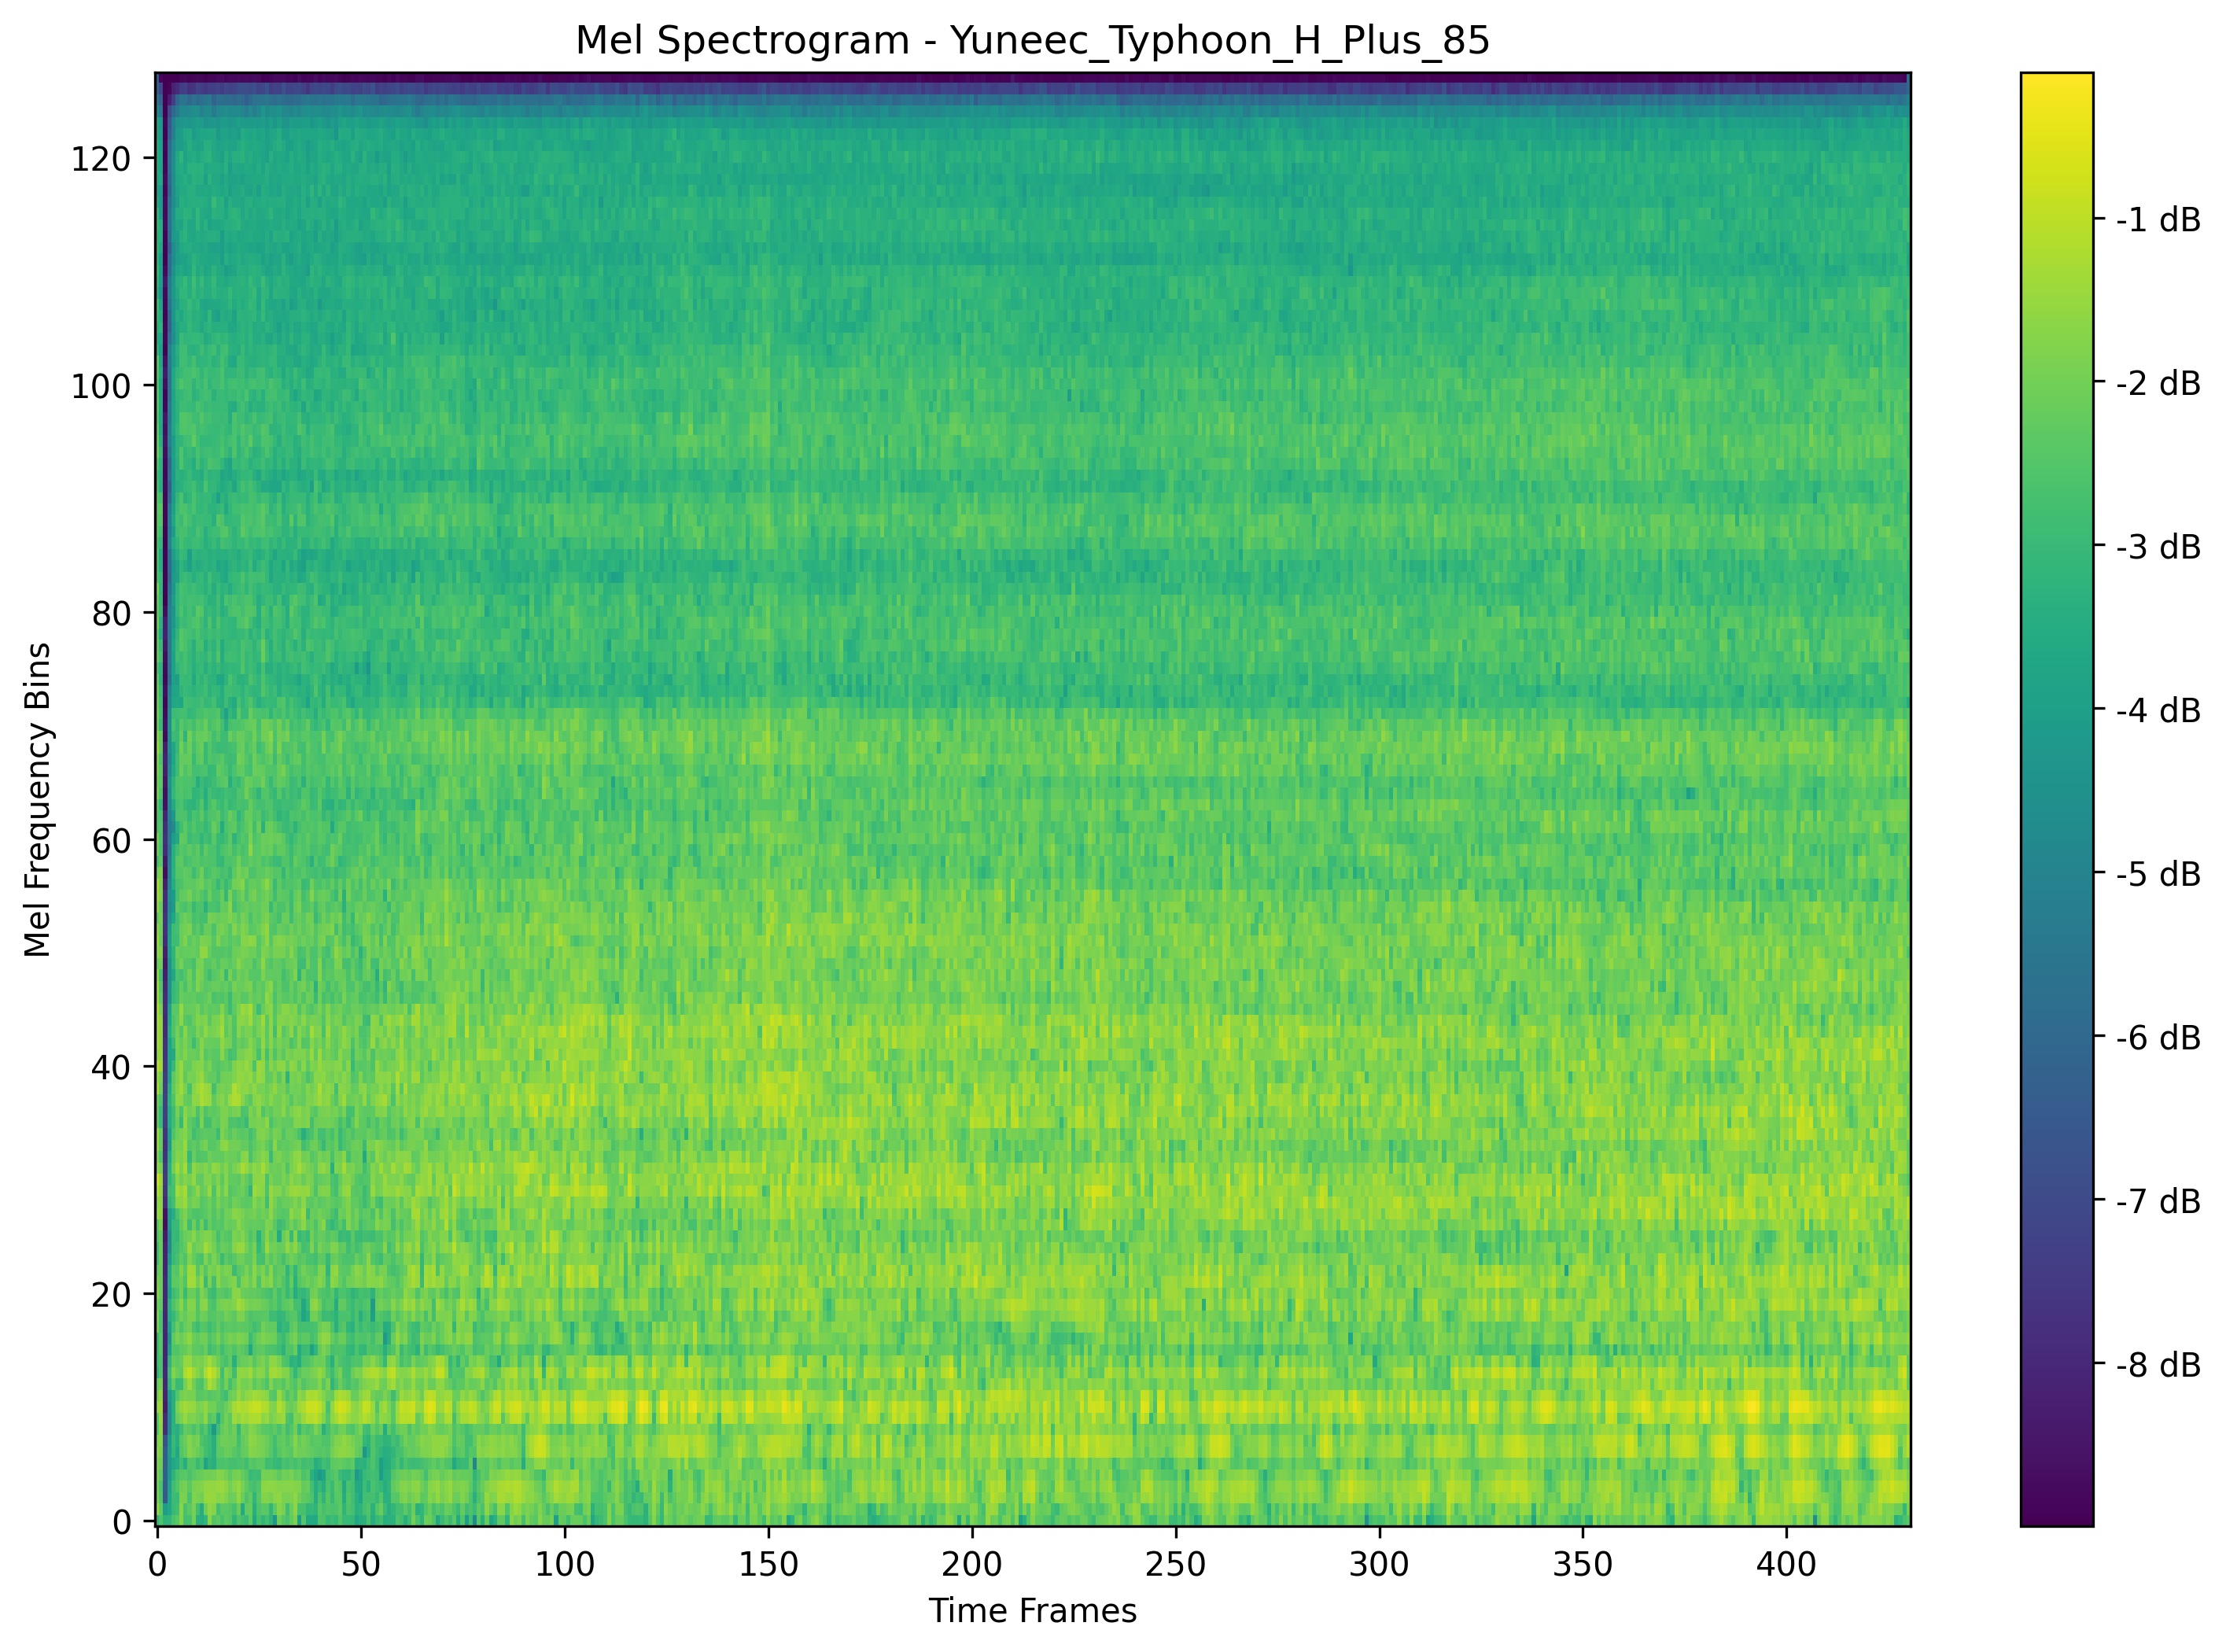 Mel Spectrogram - Yuneec_Typhoon_H_Plus_85
Mel Frequency Bins
120
100
80
60
40
20
0
0 50 100 150 200 250 300 350 400
Time Frames
-1 dB
-2 dB
-3 dB
-4 dB
-5 dB
-6 dB
-7 dB
-8 dB